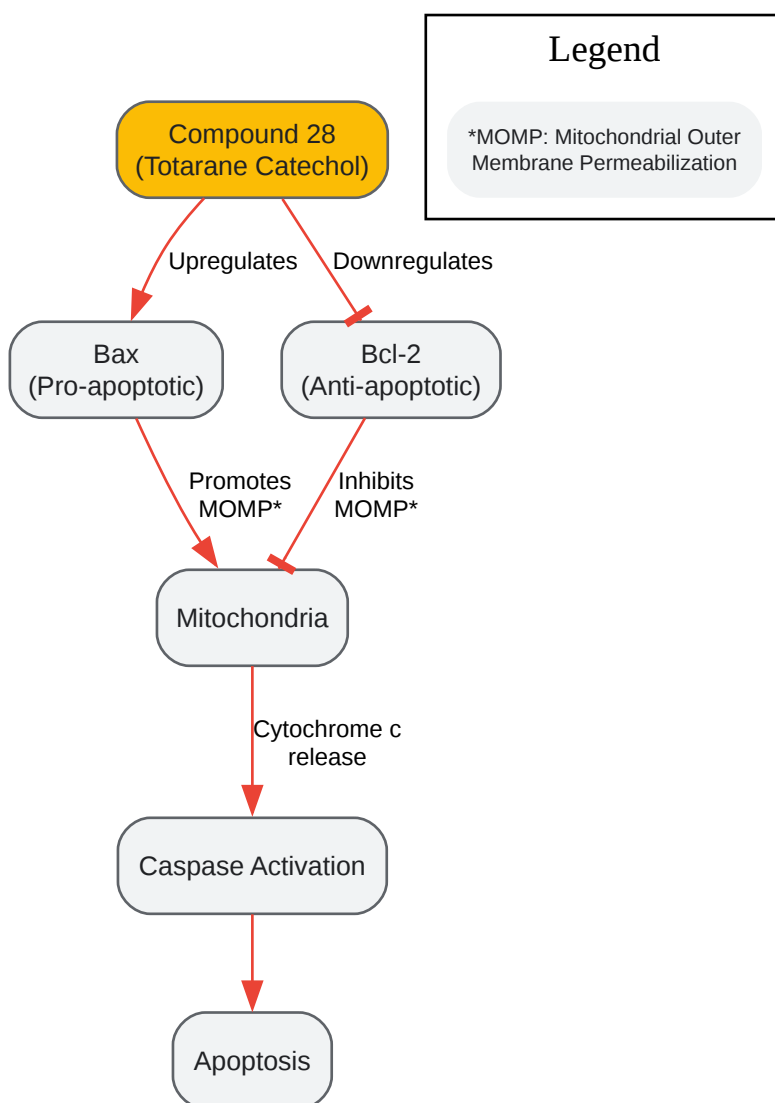 Legend
*MOMP: Mitochondrial Outer
Membrane Permeabilization
Compound 28
(Totarane Catechol)
Upregulates
Downregulates
Bax
(Pro-apoptotic)
Bcl-2
(Anti-apoptotic)
Promotes
MOMP*
Inhibits
MOMP*
Mitochondria
Cytochrome c
release
Caspase Activation
Apoptosis